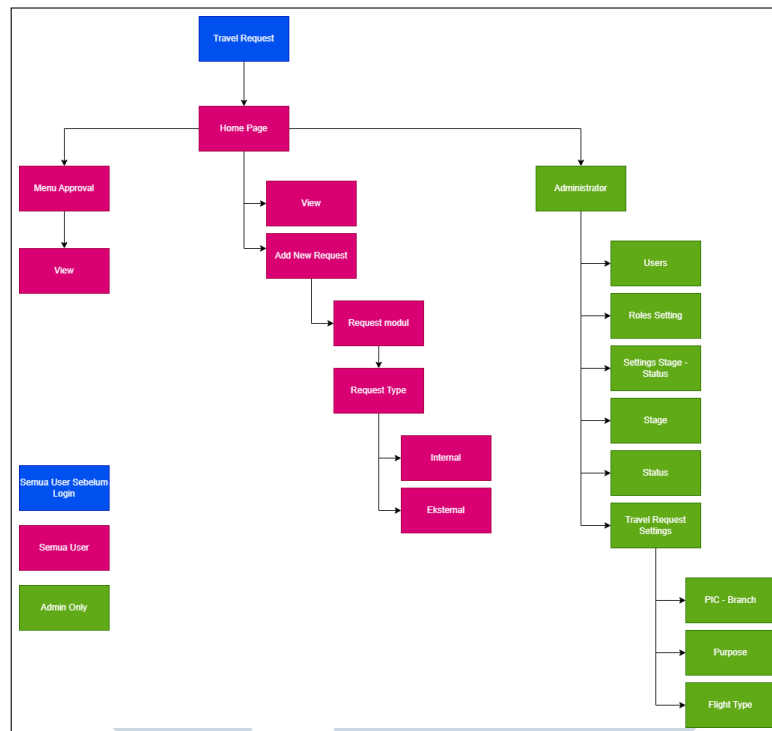 Travel Request
Home Page
Menu Approval
View
View
Add New Request
Request modul
Request Type
Internal
Eksternal
Administrator
Users
Roles Setting
Settings Stage -
Status
Stage
Status
Travel Request
Settings
PIC - Branch
Purpose
Flight Type
Semua User Sebelum
Login
Semua User
Admin Only